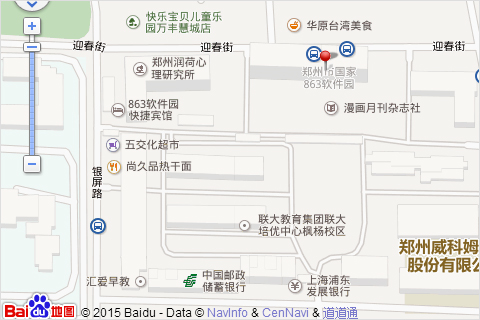 快乐宝贝儿童乐
园万丰慧城店
华原台湾美食
迎春街
迎春街
迎春街
郑州润荷心
理研究所
郑州 国家
863软件园
863软件园
快捷宾馆
漫画月刊杂志社
五交化超市
尚久品热干面
银屏路
联大教育集团联大
培优中心枫杨校区
郑州威科姆
股份有限公
汇爱早教
中国邮政
储蓄银行
上海浦东
发展银行
Baidu地图
© 2015 Baidu - Data © NavInfo & CenNavi & 道道通